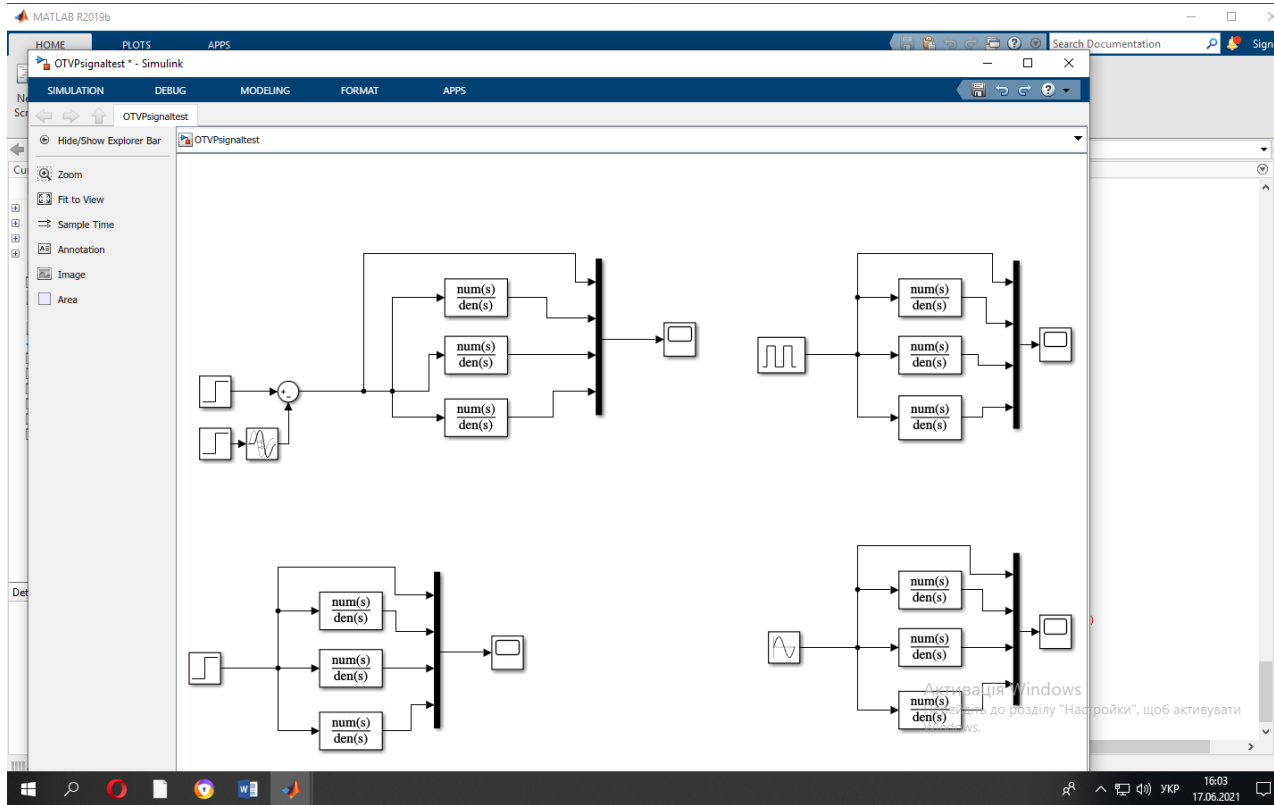 MATLAB R2019b
HOME PLOTS APPS
Search Documentation
Sign
OTVPsignaltest * - Simulink
SIMULATION DEBUG MODELING FORMAT APPS
OTVPsignaltest
Hide/Show Explorer Bar
OTVPsignaltest
Zoom
Fit to View
Sample Time
Annotation
Image
Area
num(s)
den(s)
num(s)
den(s)
num(s)
den(s)
num(s)
den(s)
num(s)
den(s)
num(s)
den(s)
num(s)
den(s)
num(s)
den(s)
num(s)
den(s)
num(s)
den(s)
num(s)
den(s)
num(s)
den(s)
Det
Активація Windows
до розділу "Настройки", щоб активувати
Windows.
УКР
16:03
17.06.2021